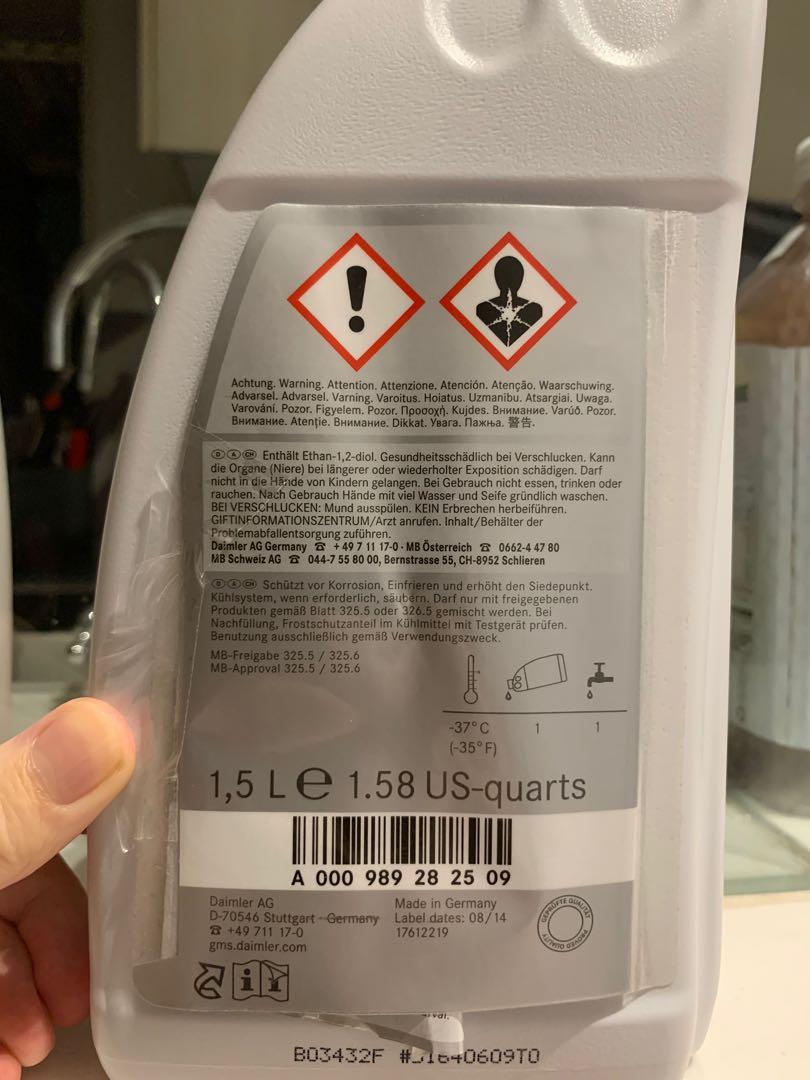 Achtung. Warning. Attention. Attenzione. Atención. Atenção. Waarschuwing.
Advarsel. Advarsel. Varning. Varoitus. Hoiatus. Uzmanibu. Atsargiai. Uwaga.
Varování. Pozor. Figyelem. Pozor. Προσοχή. Kujdes. Внимание. Varúð. Pozor.
Внимание. Atenţie. Внимание. Dikkat. Увага. Пажња. 警告.
D A CH Enthält Ethan-1,2-diol. Gesundheitsschädlich bei Verschlucken. Kann
die Organe (Niere) bei längerer oder wiederholter Exposition schädigen. Darf
nicht in die Hände von Kindern gelangen. Bei Gebrauch nicht essen, trinken oder
rauchen. Nach Gebrauch Hände mit viel Wasser und Seife gründlich waschen.
BEI VERSCHLUCKEN: Mund ausspülen. KEIN Erbrechen herbeiführen.
GIFTINFORMATIONSZENTRUM/Arzt anrufen. Inhalt/Behälter der
Problemabfallentsorgung zuführen.
Daimler AG Germany ☎ +49 7 11 17-0 · MB Österreich ☎ 0662-4 47 80
MB Schweiz AG ☎ 044-7 55 80 00, Bernstrasse 55, CH-8952 Schlieren
D A CH Schützt vor Korrosion, Einfrieren und erhöht den Siedepunkt.
Kühlsystem, wenn erforderlich, säubern. Darf nur mit freigegebenen
Produkten gemäß Blatt 325.5 oder 326.5 gemischt werden. Bei
Nachfüllung, Frostschutzanteil im Kühlmittel mit Testgerät prüfen.
Benutzung ausschließlich gemäß Verwendungszweck.
MB-Freigabe 325.5 / 325.6
MB-Approval 325.5 / 325.6
-37°C 1 1
(-35°F)
1,5 L e 1.58 US-quarts
A 000 989 28 25 09
Daimler AG
D-70546 Stuttgart - Germany
☎ +49 711 17-0
gms.daimler.com
Made in Germany
Label dates: 08/14
17612219
GEPRÜFTE QUALITÄT
PROVED QUALITY
B03432F 640609T0